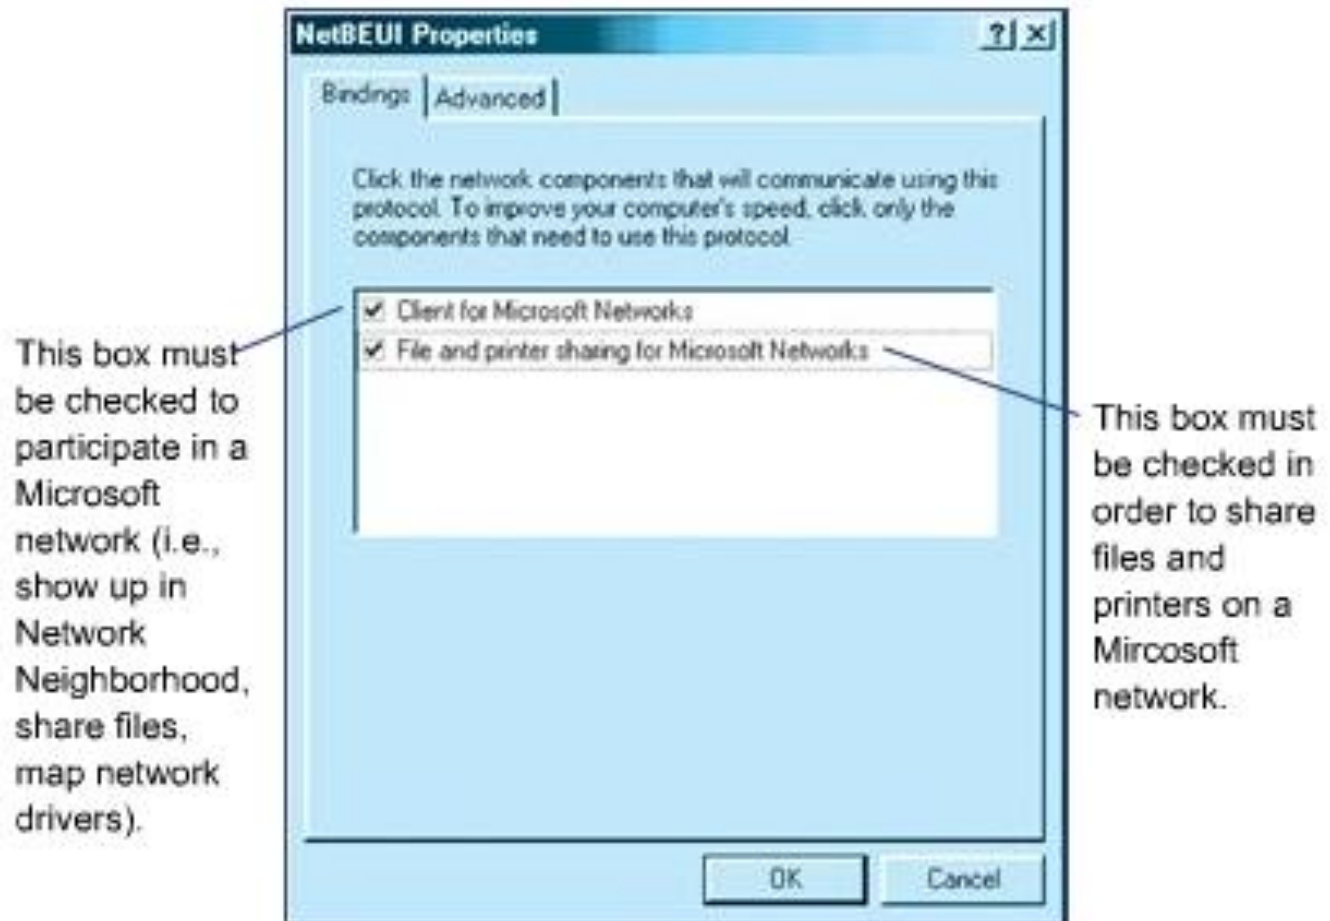 NetBEUI Properties
Bindings
Advanced
Click the network components that will communicate using this
protocol. To improve your computer's speed, click only the
components that need to use this protocol.
Client for Microsoft Networks
File and printer sharing for Microsoft Networks
OK
Cancel
This box must
be checked to
participate in a
Microsoft
network (i.e.,
show up in
Network
Neighborhood,
share files,
map network
drivers).
This box must
be checked in
order to share
files and
printers on a
Mircosoft
network.